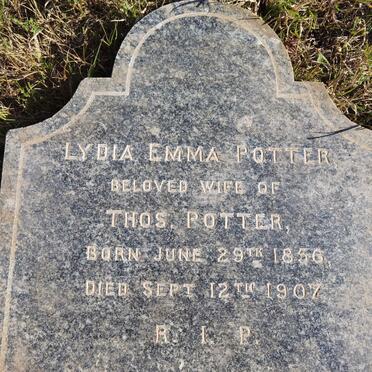 LYDIA EMMA POTTER
BELOVED WIFE OF
THOS. POTTER,
BORN JUNE 29TH 1856,
DIED SEPT 12TH 1907
R. I. P.